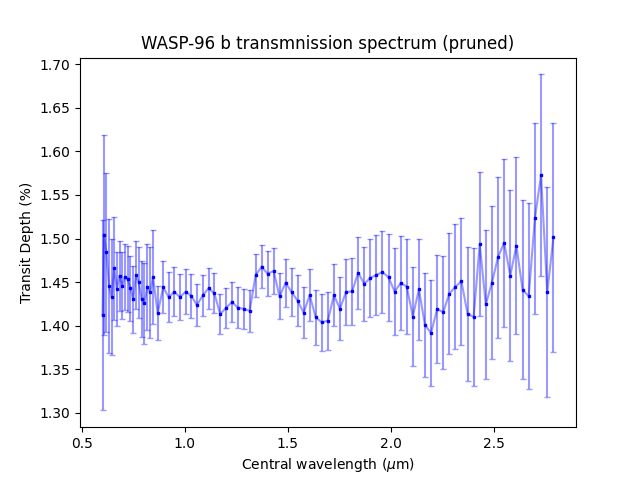 WASP-96 b transmnission spectrum (pruned)
1.70
1.65
1.60
1.55
1.50
1.45
1.40
1.35
1.30
Transit Depth (%)
0.5 1.0 1.5 2.0 2.5
Central wavelength (μm)